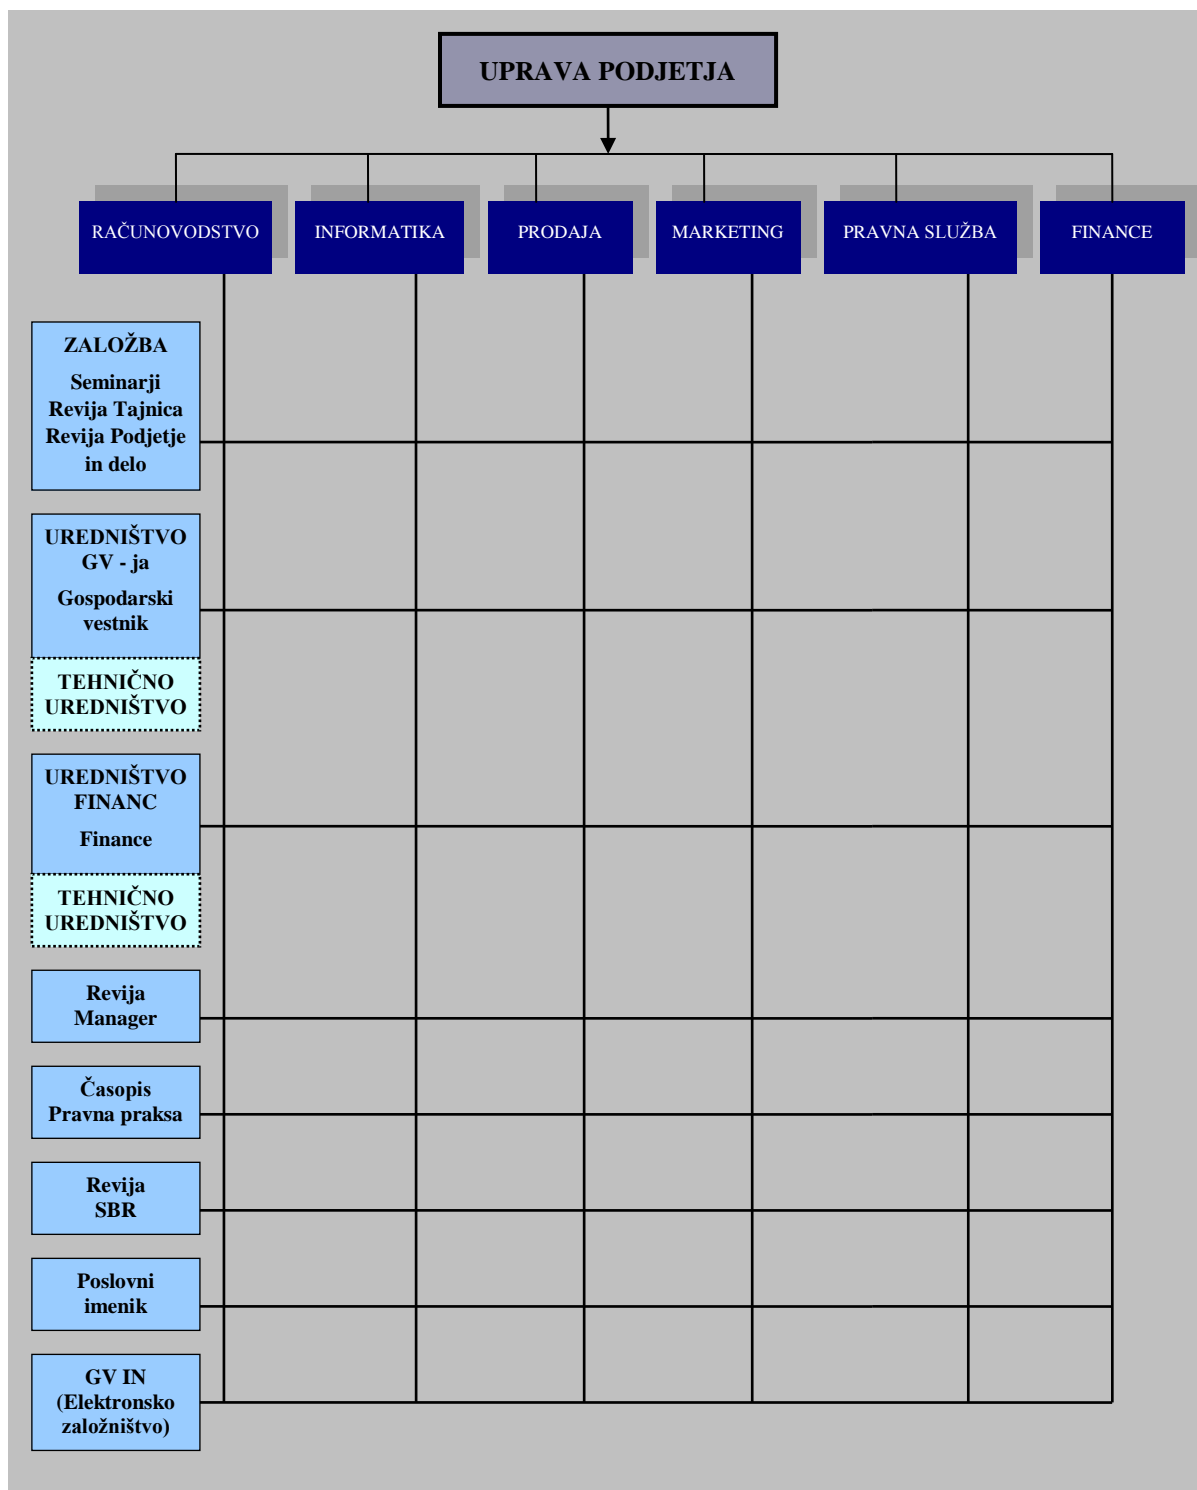 UPRAVA PODJETJA
RAČUNOVODSTVO
INFORMATIKA
PRODAJA
MARKETING
PRAVNA SLUŽBA
FINANCE
ZALOŽBA
Seminarji
Revija Tajnica
Revija Podjetje
in delo
UREDNIŠTVO
GV - ja
Gospodarski
vestnik
TEHNIČNO
UREDNIŠTVO
UREDNIŠTVO
FINANC
Finance
TEHNIČNO
UREDNIŠTVO
Revija
Manager
Časopis
Pravna praksa
Revija
SBR
Poslovni
imenik
GV IN
(Elektronsko
založništvo)